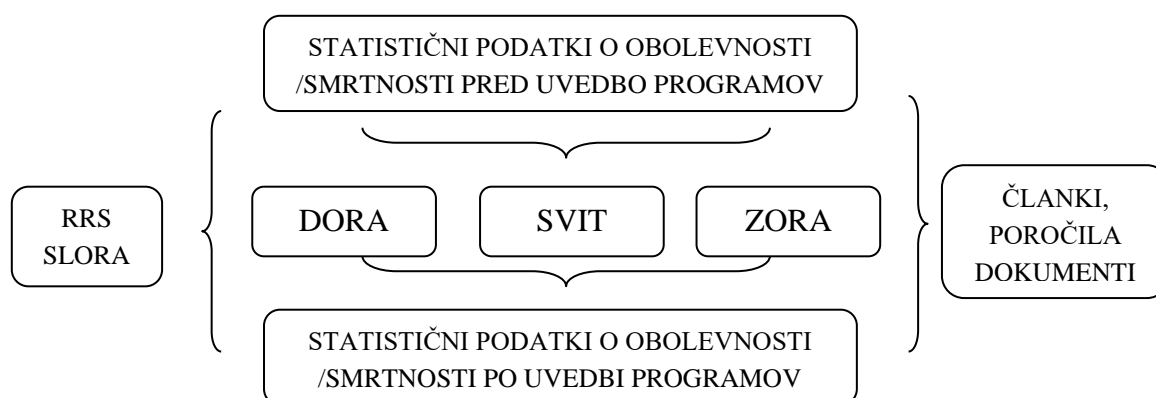 STATISTIČNI PODATKI O OBOLEVNOSTI
/SMRTNOSTI PRED UVEDBO PROGRAMOV
RRS
SLORA
DORA
SVIT
ZORA
ČLANKI,
POROČILA
DOKUMENTI
STATISTIČNI PODATKI O OBOLEVNOSTI
/SMRTNOSTI PO UVEDBI PROGRAMOV